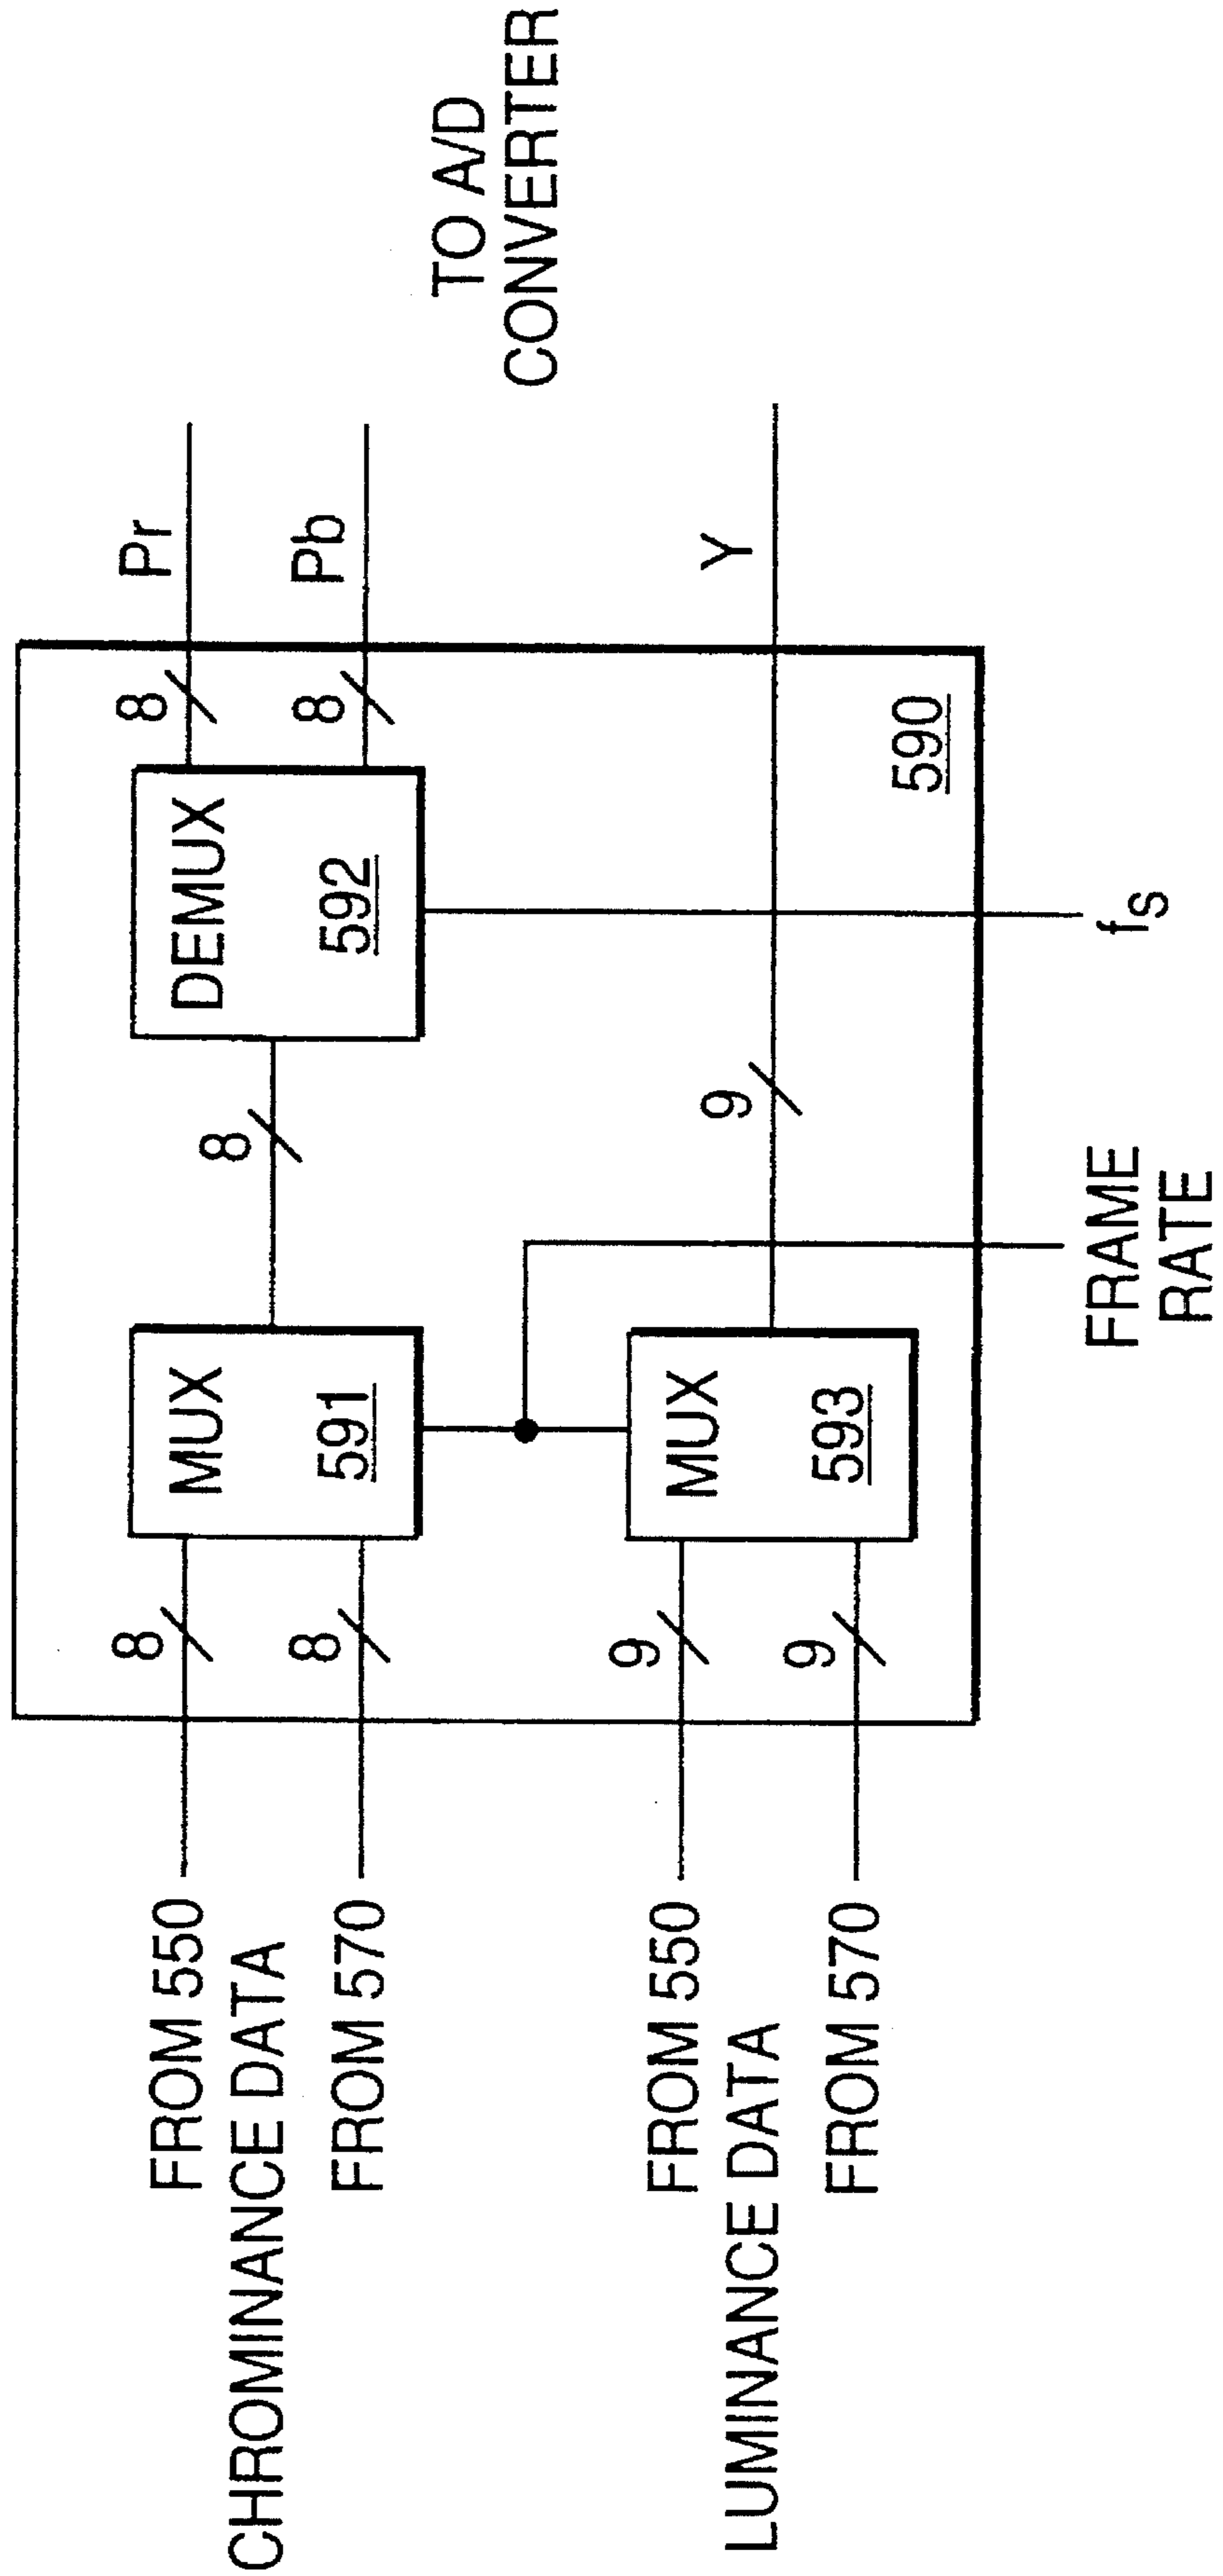 FROM 550
CHROMINANCE DATA
FROM 570
FROM 550
LUMINANCE DATA
FROM 570
8
8
9
9
MUX
591
MUX
593
8
9
DEMUX
592
8
8
590
Pr
Pb
Y
TO A/D
CONVERTER
FRAME
RATE
fS